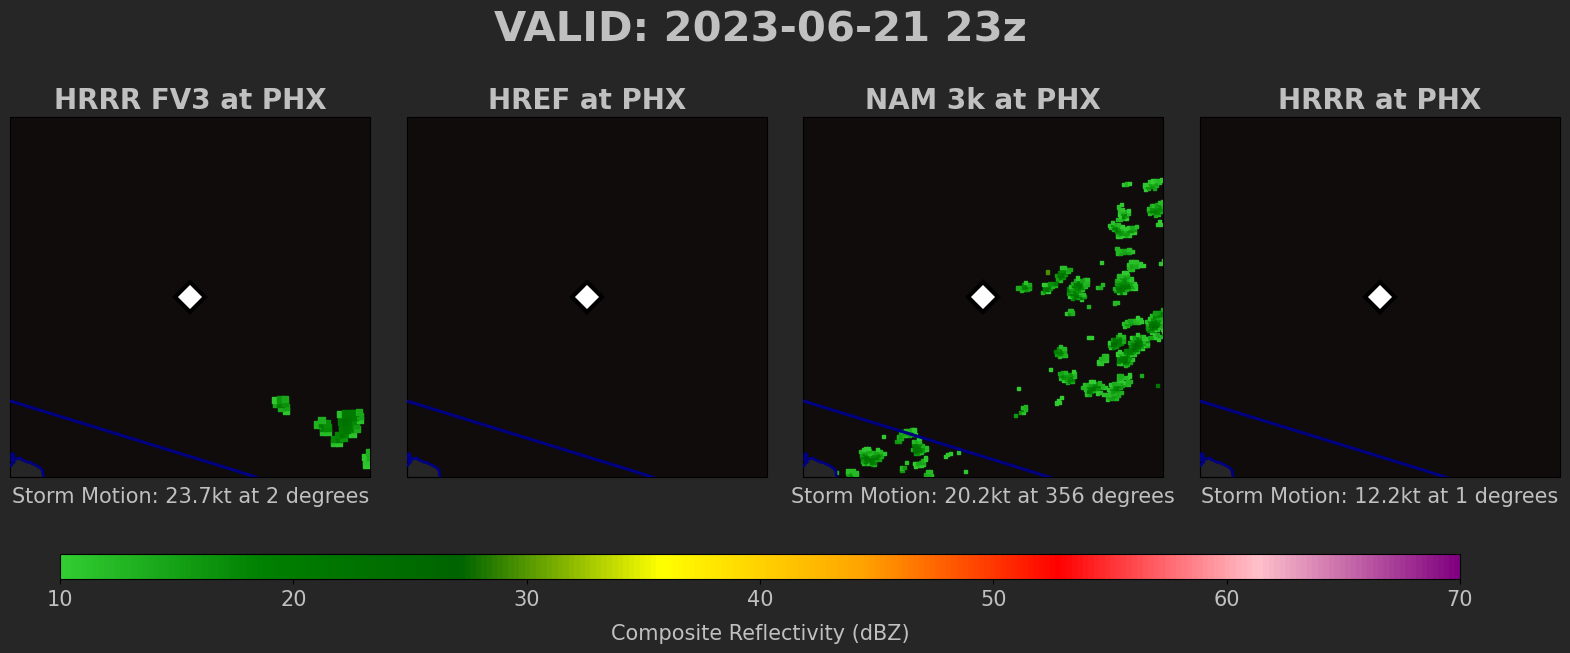 VALID: 2023-06-21 23z
HRRR FV3 at PHX
HREF at PHX
NAM 3k at PHX
HRRR at PHX
Storm Motion: 23.7kt at 2 degrees
Storm Motion: 20.2kt at 356 degrees
Storm Motion: 12.2kt at 1 degrees
10 20 30 40 50 60 70
Composite Reflectivity (dBZ)